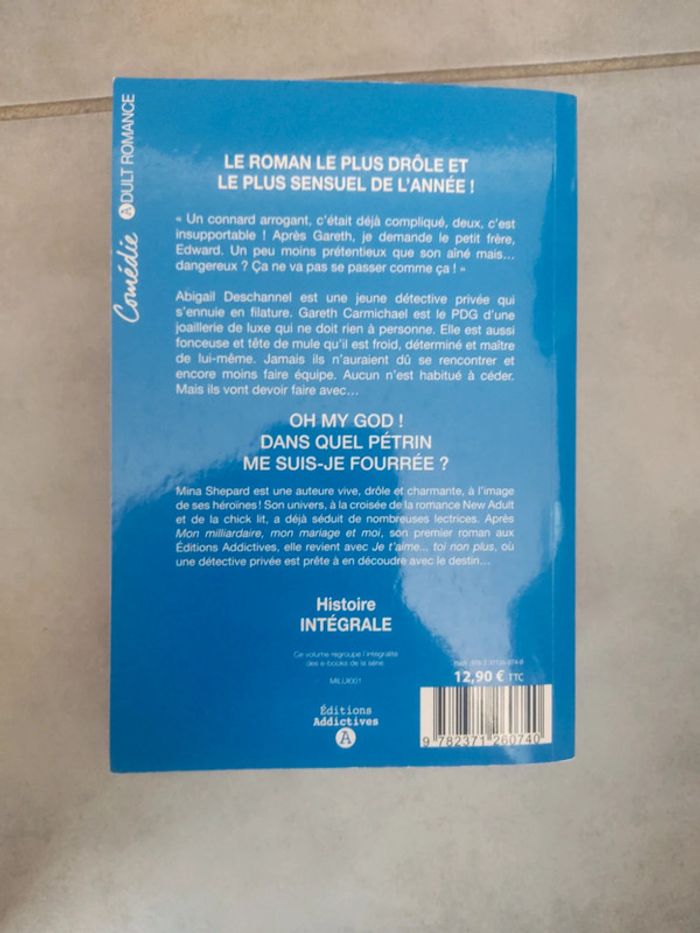 Comédie ADULT ROMANCE
LE ROMAN LE PLUS DRÔLE ET
LE PLUS SENSUEL DE L'ANNÉE !
« Un connard arrogant, c'était déjà compliqué, deux, c'est
insupportable ! Après Gareth, je demande le petit frère,
Edward. Un peu moins prétentieux que son aîné mais...
dangereux ? Ça ne va pas se passer comme ça ! »
Abigail Deschannel est une jeune détective privée qui
s'ennuie en filature. Gareth Carmichael est le PDG d'une
joaillerie de luxe qui ne doit rien à personne. Elle est aussi
fonceuse et tête de mule qu'il est froid, déterminé et maître
de lui-même. Jamais ils n'auraient dû se rencontrer et
encore moins faire équipe. Aucun n'est habitué à céder.
Mais ils vont devoir faire avec...
OH MY GOD !
DANS QUEL PÉTRIN
ME SUIS-JE FOURRÉE ?
Mina Shepard est une auteure vive, drôle et charmante, à l'image
de ses héroïnes ! Son univers, à la croisée de la romance New Adult
et de la chick lit, a déjà séduit de nombreuses lectrices. Après
Mon milliardaire, mon mariage et moi, son premier roman aux
Éditions Addictives, elle revient avec Je t'aime... toi non plus, où
une détective privée est prête à en découdre avec le destin...
Histoire
INTÉGRALE
Ce volume regroupe l'intégralité
des e-books de la série.
ISBN 978-2-37126-074-0
12,90 € TTC
Éditions
Addictives
A
9 782371 260740